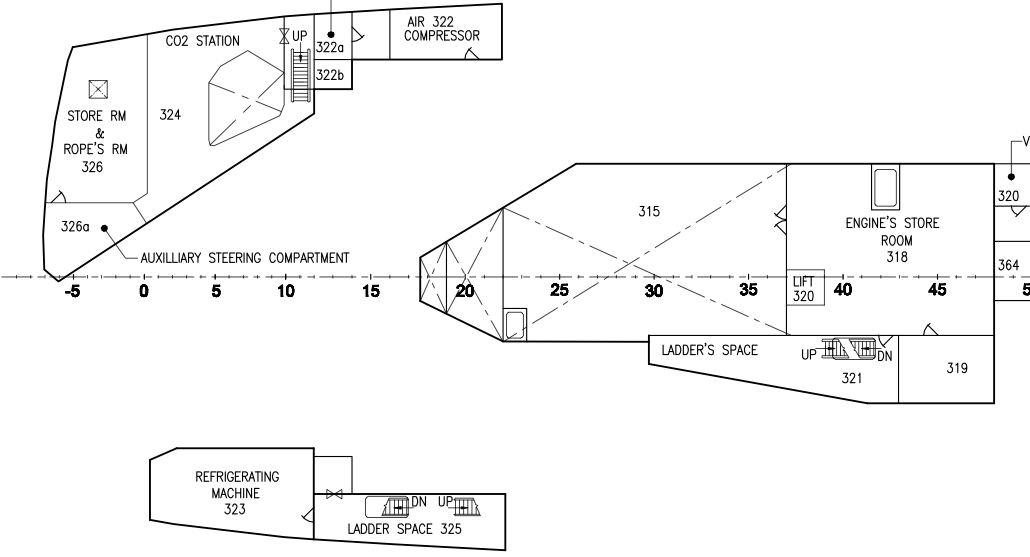 AIR 322
COMPRESSOR
CO2 STATION
UP
322a
322b
STORE RM
&
ROPE'S RM
326
324
326a
AUXILLIARY STEERING COMPARTMENT
315
ENGINE'S STORE
ROOM
318
V
320
364
LIFT
320
-5 0 5 10 15 20 25 30 35 40 45 5
LADDER'S SPACE
UP
DN
321
319
REFRIGERATING
MACHINE
323
DN UP
LADDER SPACE 325